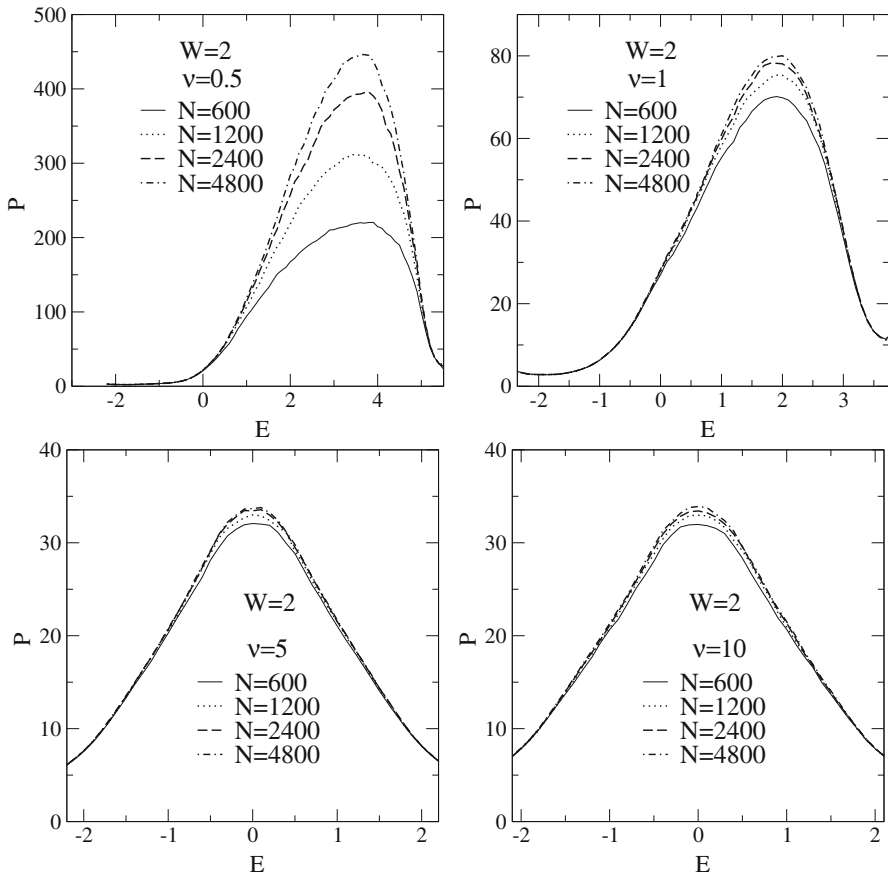 500
400
300
200
100
0
P
W=2
ν=0.5
N=600
N=1200
N=2400
N=4800
-2 0 2 4
E
80
60
40
20
0
P
W=2
ν=1
N=600
N=1200
N=2400
N=4800
-2 -1 0 1 2 3
E
40
30
20
10
0
P
W=2
ν=5
N=600
N=1200
N=2400
N=4800
-2 -1 0 1 2
E
40
30
20
10
0
P
W=2
ν=10
N=600
N=1200
N=2400
N=4800
-2 -1 0 1 2
E